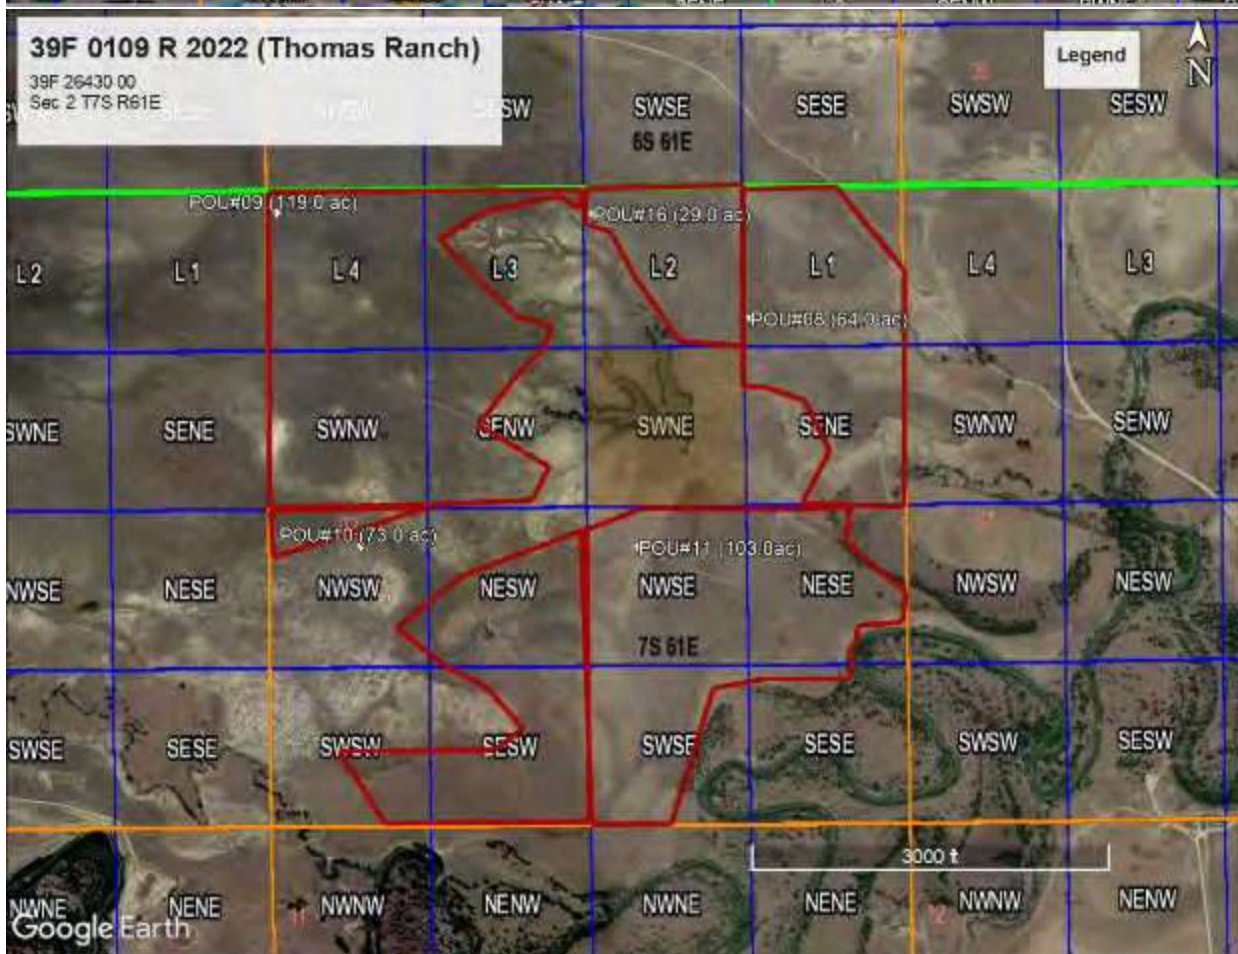 39F 0109 R 2022 (Thomas Ranch)
39F 26430 00
Sec 2 T7S R61E
Legend
N
SESW SWSE SESE SWSW SESW
6S 61E
POU#09 (119.0 ac) POU#16 (29.0 ac)
L2 L1 L4 L3 L2 L1 L4 L3
POU#08 (64.0 ac)
SWNE SENE SWNW SENW SWNE SENE SWNW SENW
POU#10 (73.0 ac) POU#11 (103.0ac)
NWSE NESE NWSW NESW NWSE NESE NWSW NESW
7S 61E
SWSE SESE SWSW SESW SWSE SESE SWSW SESW
3000 ft
NWNE NENE 11 NWNW NENW NWNE NENE 12 NWNW NENW
Google Earth